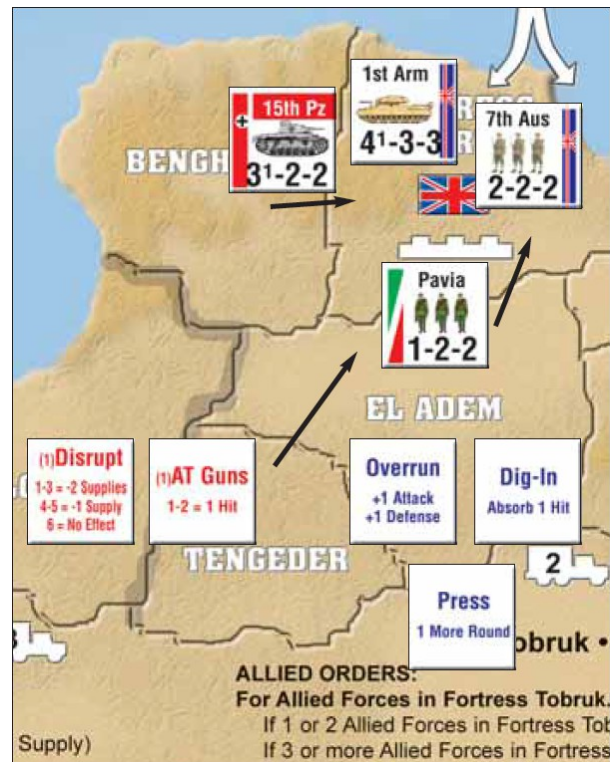 1st Arm
4¹-3-3
15th Pz
3¹-2-2
7th Aus
2-2-2
BENGH
Pavia
1-2-2
EL ADEM
(1)Disrupt
1-3 = -2 Supplies
4-5 = -1 Supply
6 = No Effect
(1)AT Guns
1-2 = 1 Hit
Overrun
+1 Attack
+1 Defense
Dig-In
Absorb 1 Hit
TENGEDER
2
Press
1 More Round
obruk •
ALLIED ORDERS:
For Allied Forces in Fortress Tobruk.
If 1 or 2 Allied Forces in Fortress Tob
Supply)
If 3 or more Allied Forces in Fortress